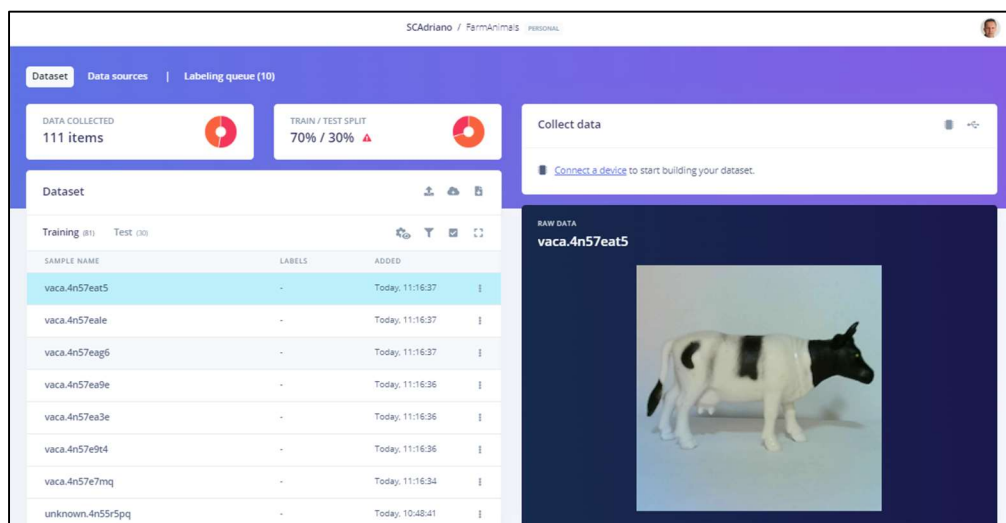 SCAdriano / FarmAnimals PERSONAL
Dataset Data sources | Labeling queue (10)
DATA COLLECTED
111 items
TRAIN / TEST SPLIT
70% / 30%
Collect data
Connect a device to start building your dataset.
Dataset
Training (81) Test (30)
SAMPLE NAME LABELS ADDED
vaca.4n57eat5 - Today, 11:16:37
vaca.4n57eale - Today, 11:16:37
vaca.4n57eag6 - Today, 11:16:37
vaca.4n57ea9e - Today, 11:16:36
vaca.4n57ea3e - Today, 11:16:36
vaca.4n57e9t4 - Today, 11:16:36
vaca.4n57e7mq - Today, 11:16:34
unknown.4n55r5pq - Today, 10:48:41
RAW DATA
vaca.4n57eat5